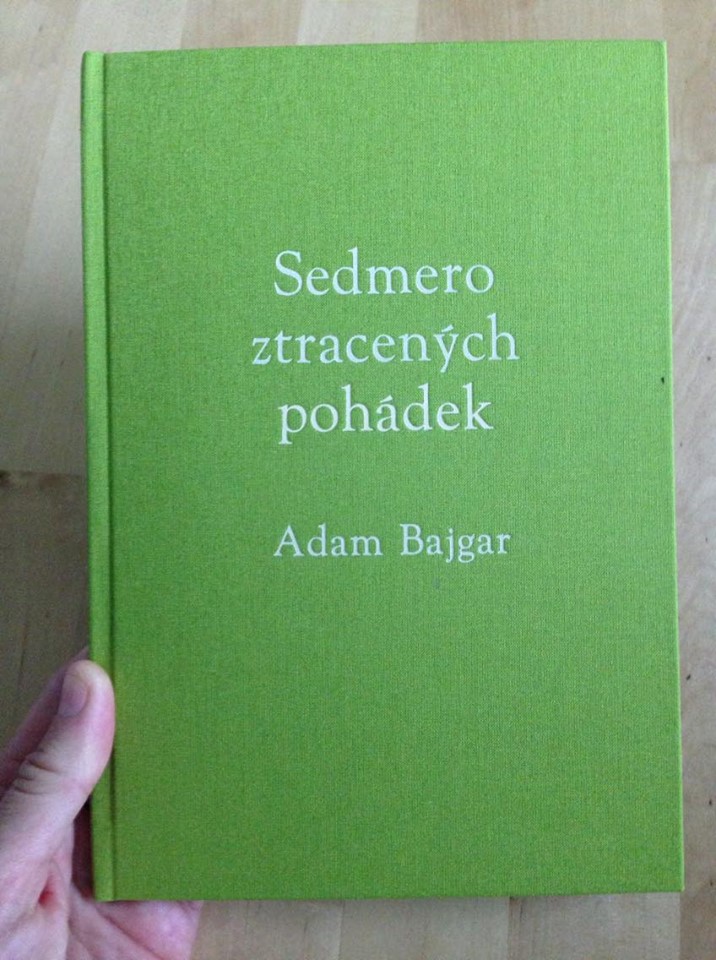 Sedmero
ztracených
pohádek
Adam Bajgar